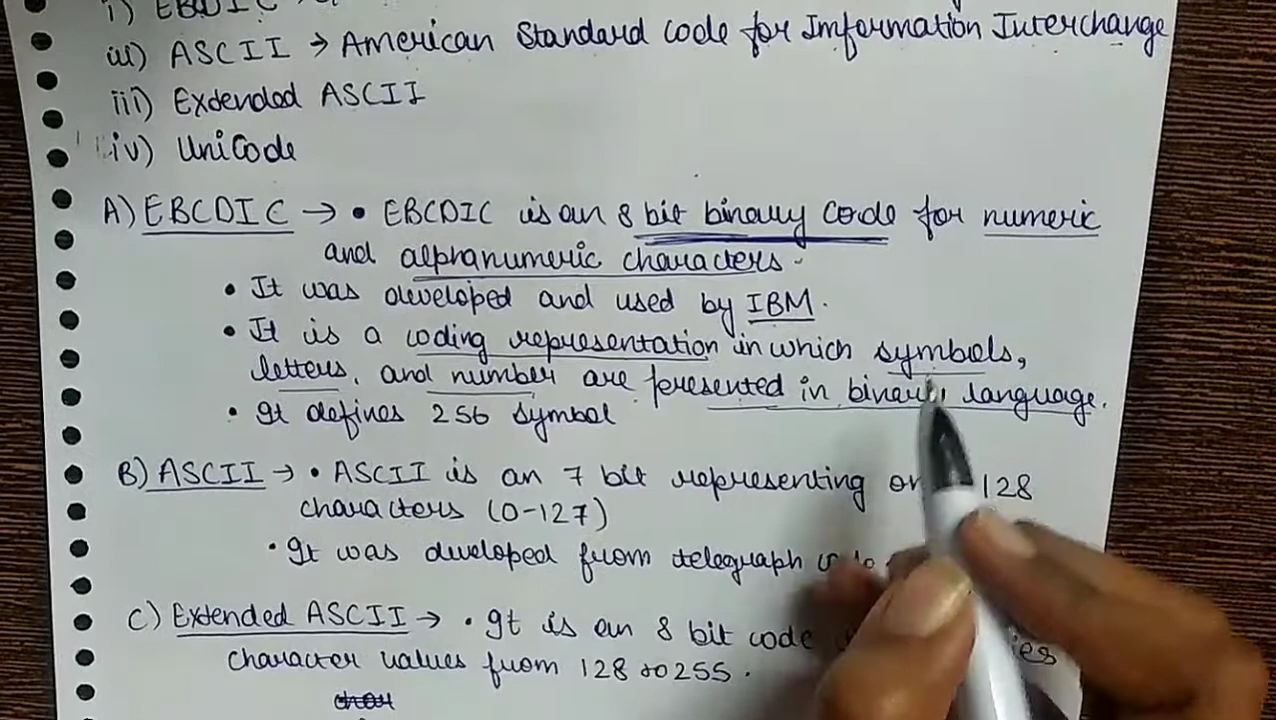 i) EBCDIC →
iii) ASCII → American Standard Code for Information Interchange
iii) Extended ASCII
iv) UniCode
A) EBCDIC → • EBCDIC is an 8 bit binary code for numeric
and alphanumeric characters.
• It was developed and used by IBM.
• It is a coding representation in which symbols,
letters, and number are presented in binary language.
• It defines 256 symbol
B) ASCII → • ASCII is an 7 bit representing 128
characters (0-127)
• It was developed from telegraph
C) Extended ASCII → • It is an 8 bit code
character values from 128 to 255.